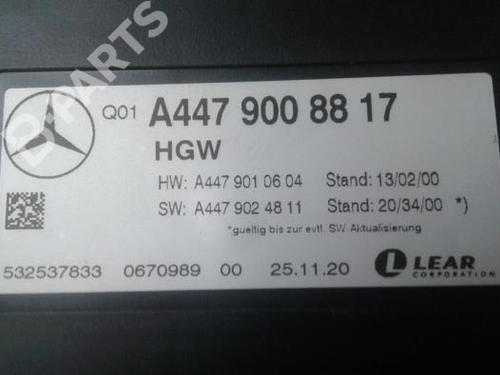 B-PARTS
Q01 A447 900 88 17
HGW
HW: A447 901 06 04 Stand: 13/02/00
SW: A447 902 48 11 Stand: 20/34/00 *)
*gueltig bis zur evtl. SW Aktualisierung
532537833 0670989 00 25.11.20 LEAR
CORPORATION